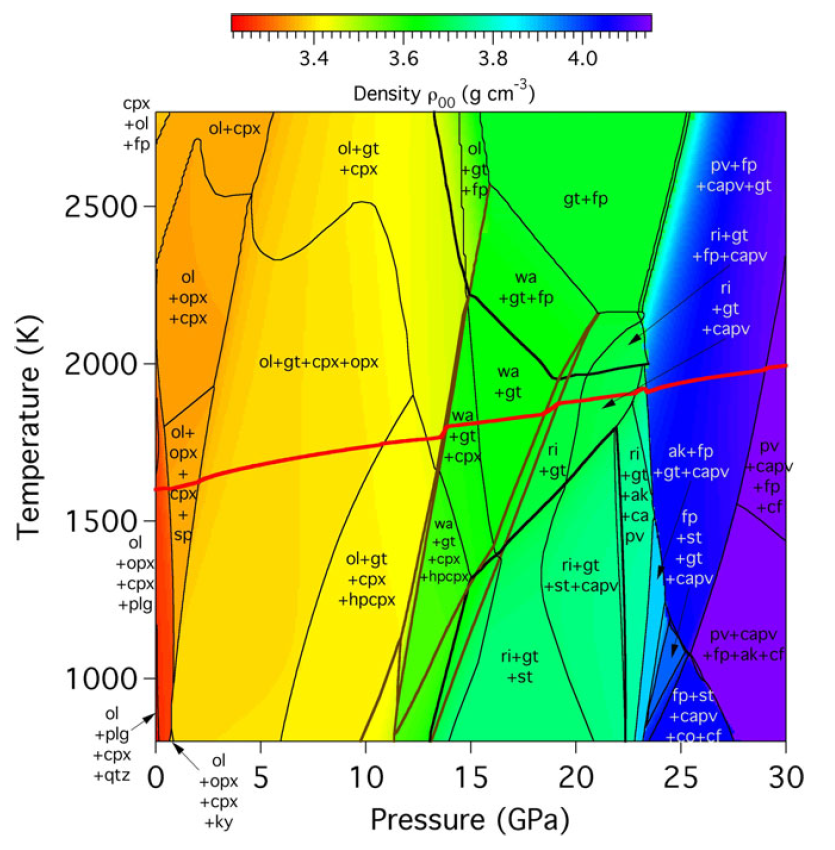 3.4 3.6 3.8 4.0
Density ρ00 (g cm-3)
cpx
+ol
+fp
ol+cpx
ol+gt
+cpx
ol
+gt
+fp
gt+fp
pv+fp
+capv+gt
ri+gt
+fp+capv
ri
+gt
+capv
wa
+gt+fp
ol
+opx
+cpx
ol+gt+cpx+opx
wa
+gt
wa
+gt
+cpx
ol+
opx
+
cpx
+
sp
ri
+gt
ri
+gt
+ak
+ca
pv
ak+fp
+gt+capv
pv
+capv
+fp
+cf
fp
+st
+gt
+capv
wa
+gt
+cpx
+hpcpx
ol
+opx
+cpx
+plg
ol+gt
+cpx
+hpcpx
ri+gt
+st+capv
ri+gt
+st
pv+capv
+fp+ak+cf
fp+st
+capv
+co+cf
ol
+plg
+cpx
+qtz
ol
+opx
+cpx
+ky
2500
2000
1500
1000
Temperature (K)
0 5 10 15 20 25 30
Pressure (GPa)